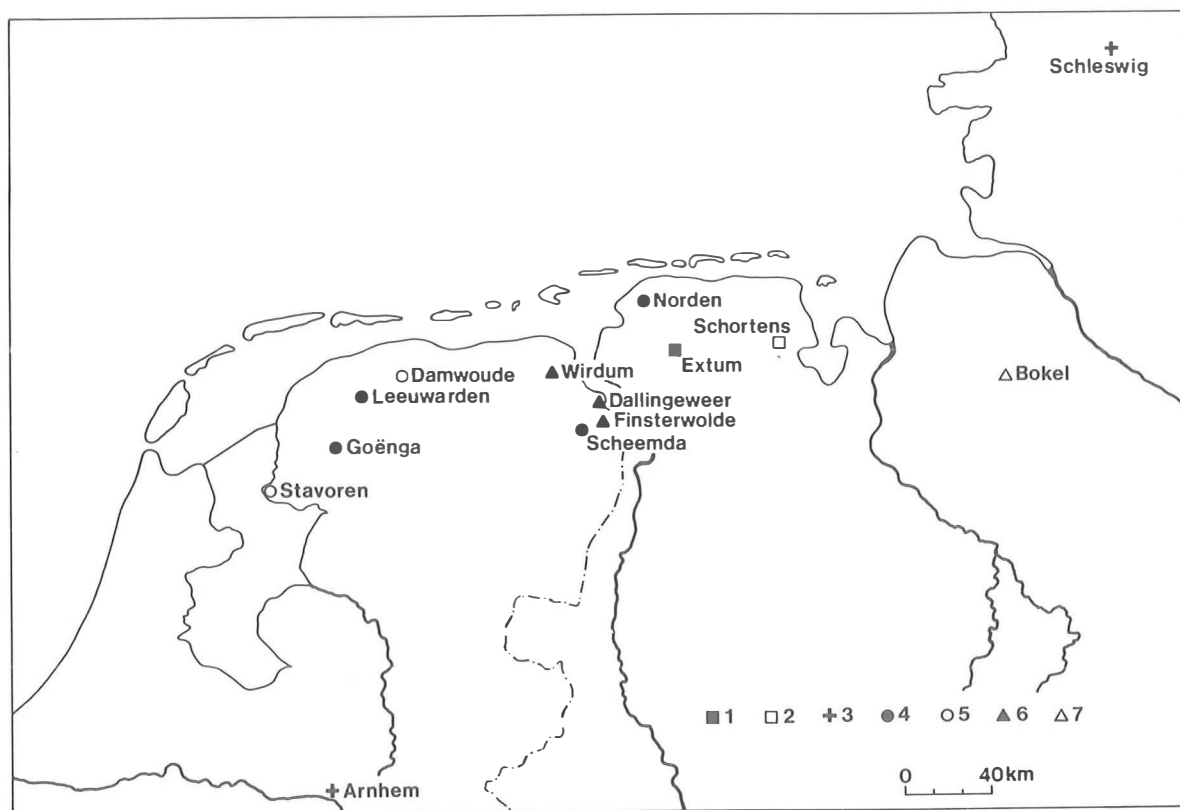 Schleswig
Norden
Schortens
Extum
Wirdum
Damwoude
Bokel
Leeuwarden
Dallingeweer
Finsterwolde
Scheemda
Goënga
Stavoren
1 2 3 4 5 6 7
0 40km
Arnhem